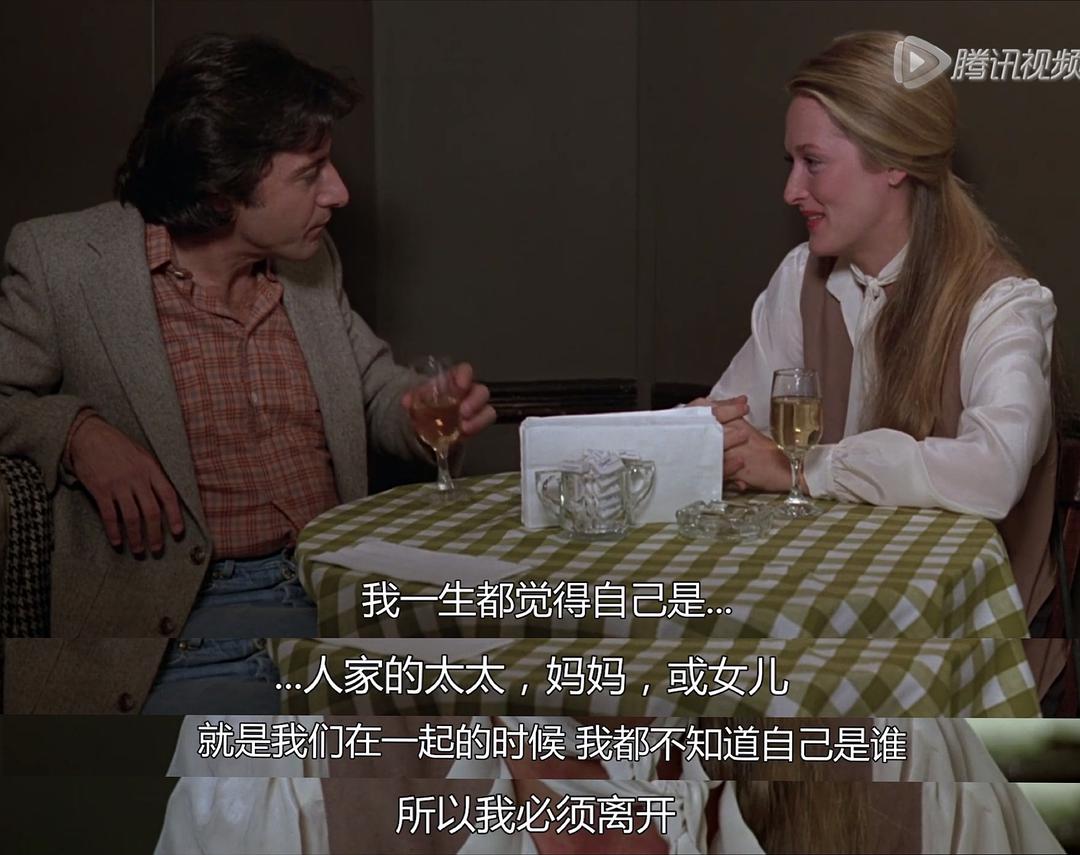 腾讯视频
我一生都觉得自己是...
...人家的太太，妈妈，或女儿
就是我们在一起的时候 我都不知道自己是谁
所以我必须离开